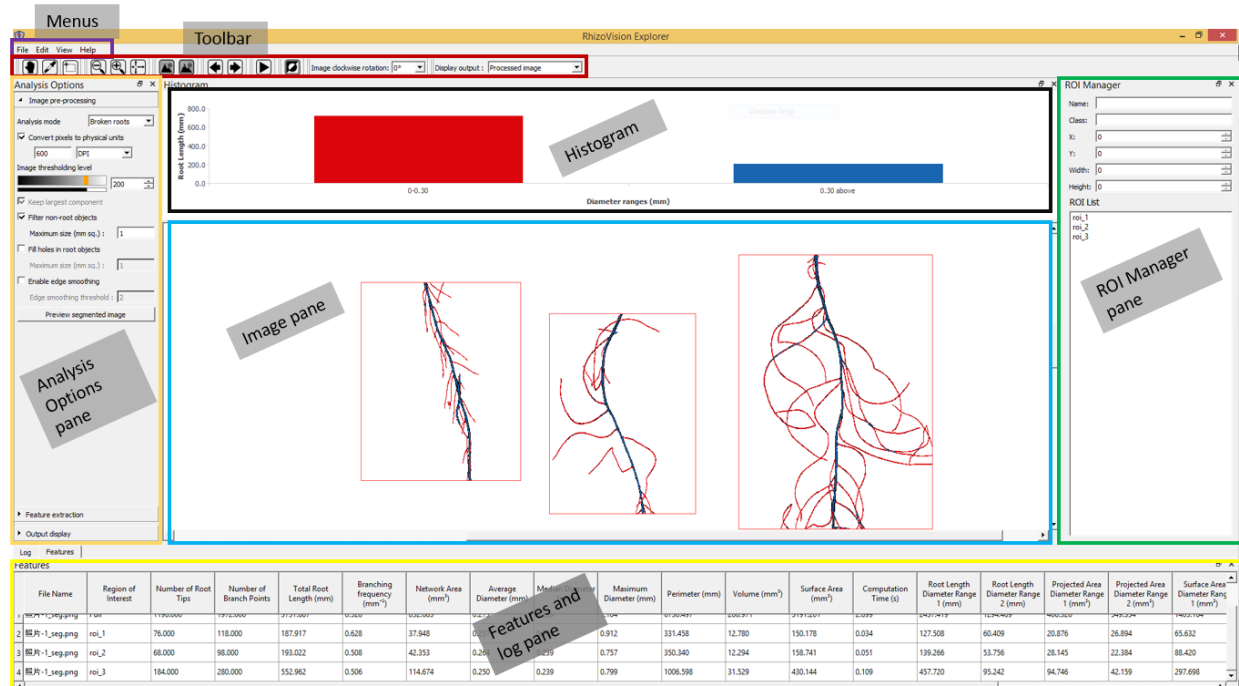 Menus
Toolbar
RhizoVision Explorer
File Edit View Help
Image clockwise rotation: 0°
Display output : Processed image
Analysis Options
Image pre-processing
Analysis mode Broken roots
Convert pixels to physical units
600 DPI
Image thresholding level
200
Keep largest component
Filter non-root objects
Maximum size (mm sq.) : 1
Fill holes in root objects
Maximum size (mm sq.) : 1
Enable edge smoothing
Edge smoothing threshold : 2
Preview segmented image
Analysis
Options
pane
Feature extraction
Output display
Histogram
Root Length (mm)
800.0
600.0
400.0
200.0
0.0
0-0.30
0.30 above
Diameter ranges (mm)
Histogram
Image pane
ROI Manager
Name:
Class:
X: 0
Y: 0
Width: 0
Height: 0
ROI List
roi_1
roi_2
roi_3
ROI Manager
pane
Log Features
Features
File Name Region of Interest Number of Root Tips Number of Branch Points Total Root Length (mm) Branching frequency (mm⁻¹) Network Area (mm²) Average Diameter (mm) Median Diameter Maximum Diameter (mm) Perimeter (mm) Volume (mm³) Surface Area (mm²) Computation Time (s) Root Length Diameter Range 1 (mm) Root Length Diameter Range 2 (mm) Projected Area Diameter Range 1 (mm²) Projected Area Diameter Range 2 (mm²) Surface Area Diameter Range 1 (mm²)
2 照片-1_seg.png roi_1 76.000 118.000 187.917 0.628 37.948 0.912 331.458 12.780 150.178 0.034 127.508 60.409 20.876 26.894 65.632
3 照片-1_seg.png roi_2 68.000 98.000 193.022 0.508 42.353 0.239 0.757 350.340 12.294 158.741 0.051 139.266 53.756 28.145 22.384 88.420
4 照片-1_seg.png roi_3 184.000 280.000 552.962 0.506 114.674 0.250 0.239 0.799 1006.598 31.529 430.144 0.109 457.720 95.242 94.746 42.159 297.698
Features and
log pane